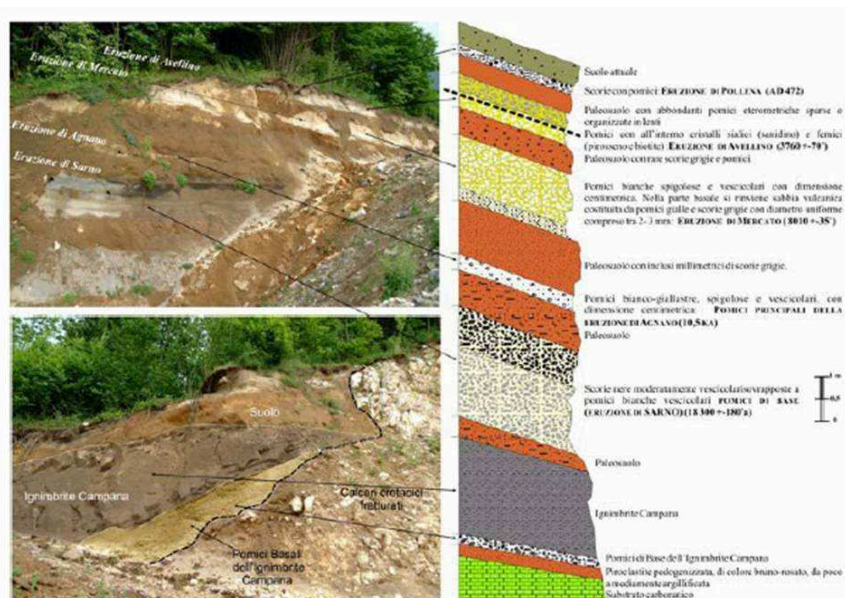 Eruzione di Avellino
Eruzione di Mercato
Eruzione di Agnano
Eruzione di Sarno
Suolo
Ignimbrite Campana
Calcari cretacici
fratturati
Pomici Basali
dell'Ignimbrite
Campana
Suolo attuale
Scorie con pomici: ERUZIONE DI POLLENA (AD 472)
Paleosuolo con abbondanti pomici eterometriche sparse o
organizzate in lenti
Pomici con all'interno cristalli sialici (sanidino) e femici
(pirosseno e biotite) ERUZIONE DI AVELLINO (3760 +-70ˆ)
Paleosuolo con rare scorie grigie e pomici
Pomici bianche spigolose e vescicolari con dimensione
centimetrica. Nella parte basale si rinviene sabbia vulcanica
costituita da pomici gialle e scorie grigie con diametro uniforme
compreso tra 2-3 mm: ERUZIONE DI MERCATO (8010 +-35ˆ)
Paleosuolo con inclusi millimetrici di scorie grigie.
Pomici bianco-giallastre, spigolose e vescicolari, con
dimensione centimetrica: POMICI PRINCIPALI DELLA
ERUZIONE DI AGNANO (10,5 KA)
Paleosuolo
Scorie nere moderatamente vescicolari sovrapposte a
pomici bianche vescicolari POMICI DI BASE
(ERUZIONE DI SARNO) (18 300 +-180ˆa)
1 m
0,5
0
Paleosuolo
Ignimbrite Campana
Pomici di Base dell'Ignimbrite Campana
Piroclastite pedogenizzata, di colore bruno-rosato, da poco
a mediamente argillificata
Substrato carbonatico